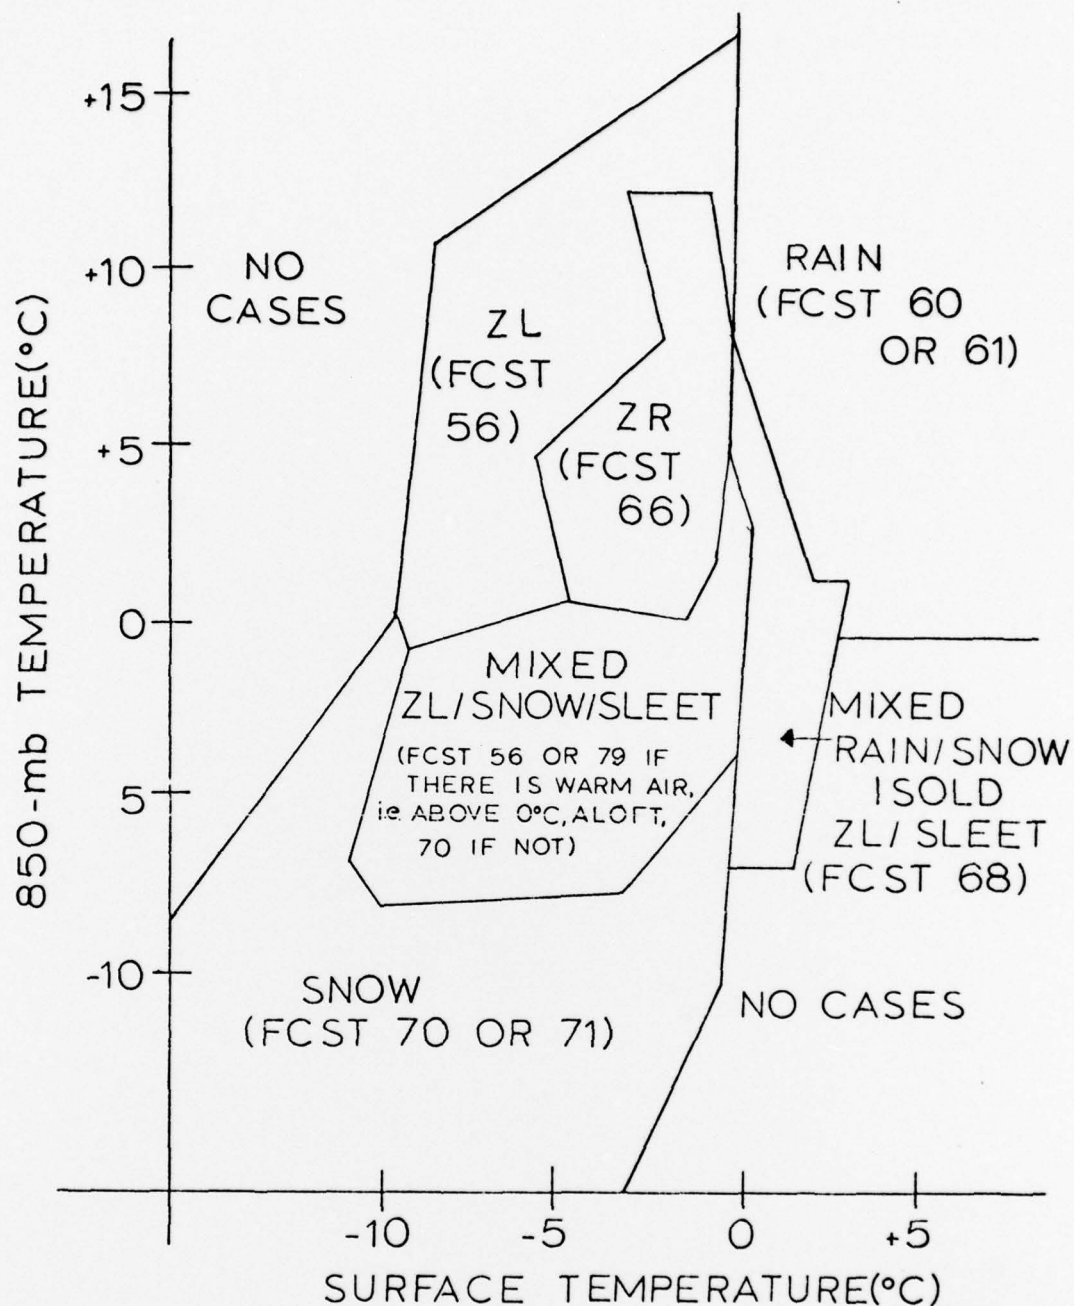 +15
+10
+5
0
5
-10
850-mb TEMPERATURE(°C)
NO
CASES
ZL
(FCST
56)
ZR
(FCST
66)
RAIN
(FCST 60
OR 61)
MIXED
ZL/SNOW/SLEET
(FCST 56 OR 79 IF
THERE IS WARM AIR,
i.e. ABOVE 0°C, ALOFT,
70 IF NOT)
MIXED
RAIN/SNOW
ISOLD
ZL/SLEET
(FCST 68)
SNOW
(FCST 70 OR 71)
NO CASES
-10
-5
0
+5
SURFACE TEMPERATURE(°C)